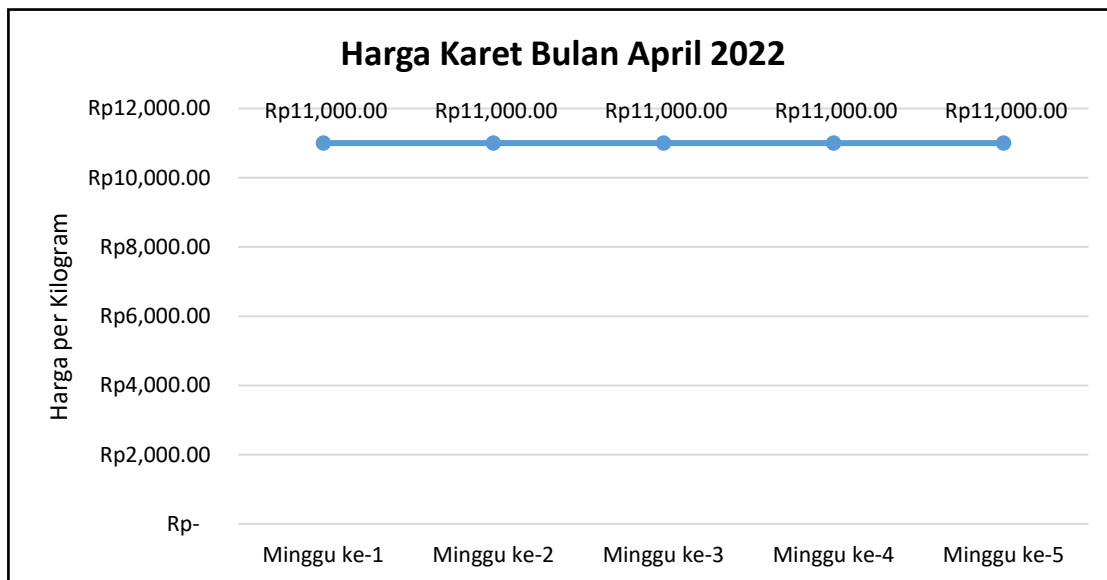 Harga Karet Bulan April 2022
Rp12,000.00
Rp10,000.00
Rp8,000.00
Rp6,000.00
Rp4,000.00
Rp2,000.00
Rp-
Harga per Kilogram
Rp11,000.00 Rp11,000.00 Rp11,000.00 Rp11,000.00 Rp11,000.00
Minggu ke-1 Minggu ke-2 Minggu ke-3 Minggu ke-4 Minggu ke-5